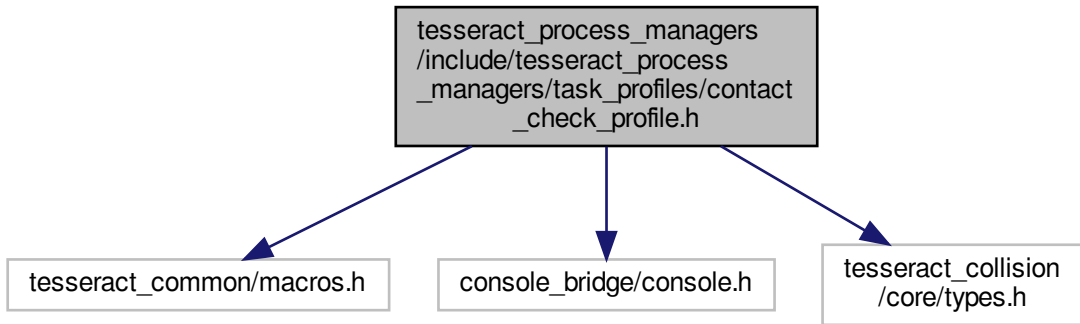 tesseract_process_managers
/include/tesseract_process
_managers/task_profiles/contact
_check_profile.h
tesseract_common/macros.h
console_bridge/console.h
tesseract_collision
/core/types.h